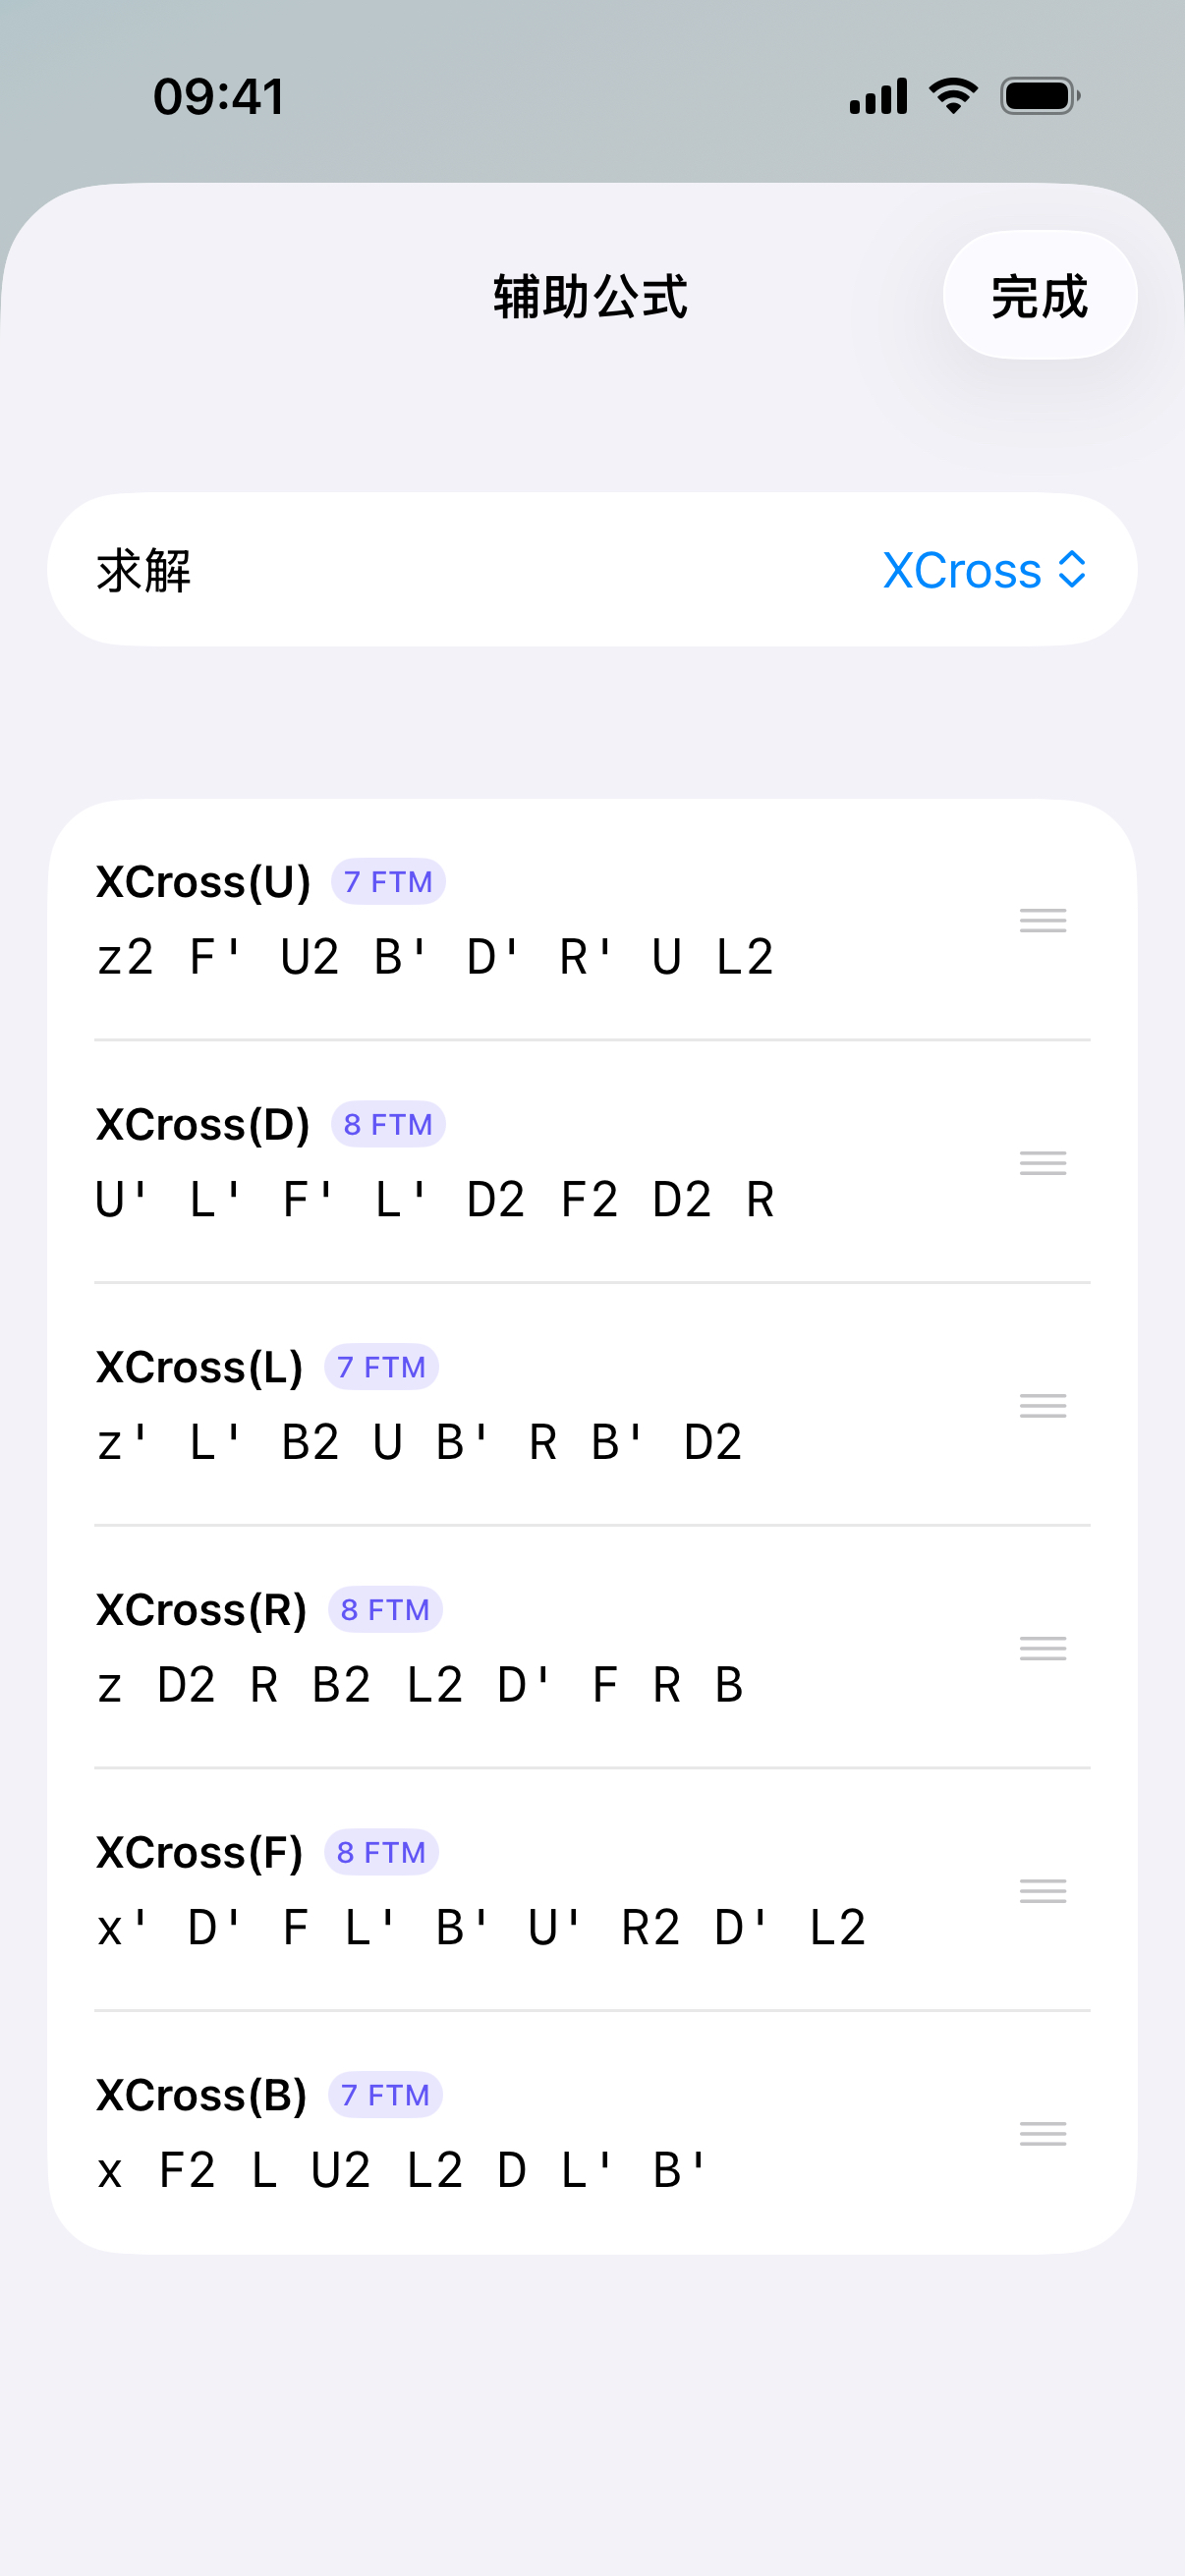 09:41
辅助公式
完成
求解
XCross
XCross(U) 7 FTM
z2 F' U2 B' D' R' U L2
XCross(D) 8 FTM
U' L' F' L' D2 F2 D2 R
XCross(L) 7 FTM
z' L' B2 U B' R B' D2
XCross(R) 8 FTM
z D2 R B2 L2 D' F R B
XCross(F) 8 FTM
x' D' F L' B' U' R2 D' L2
XCross(B) 7 FTM
x F2 L U2 L2 D L' B'